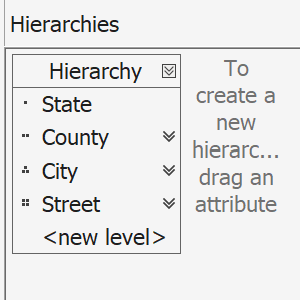 Hierarchies
Hierarchy
State
County
City
Street
<new level>
To
create a
new
hierarc...
drag an
attribute